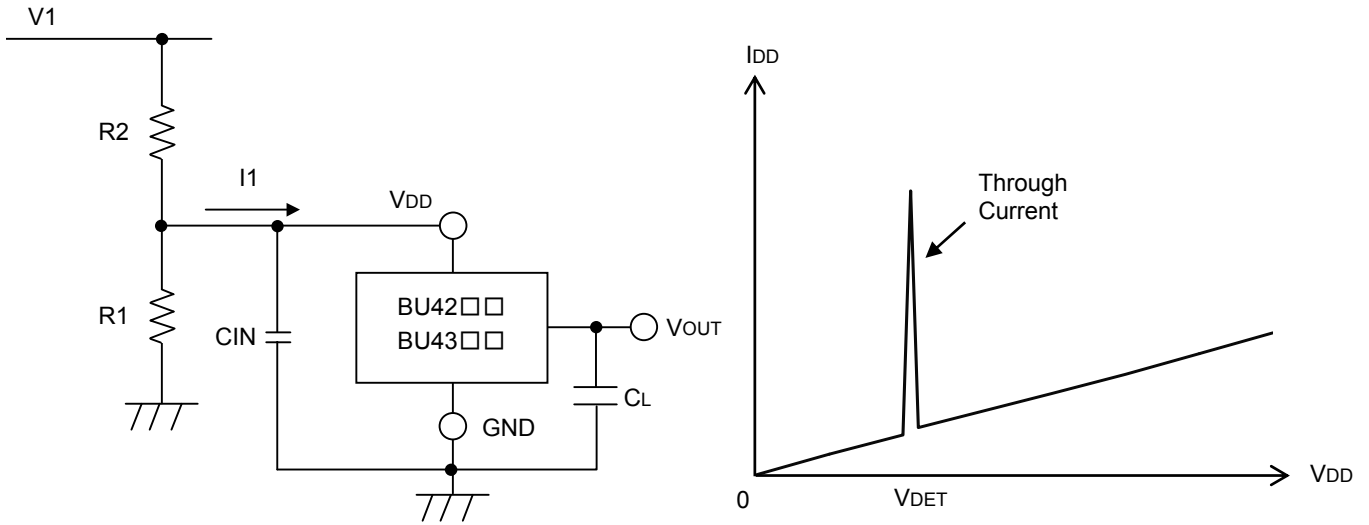 V1
R2
I1
VDD
R1
CIN
BU42□□
BU43□□
VOUT
CL
GND
IDD
Through
Current
0
VDET
VDD